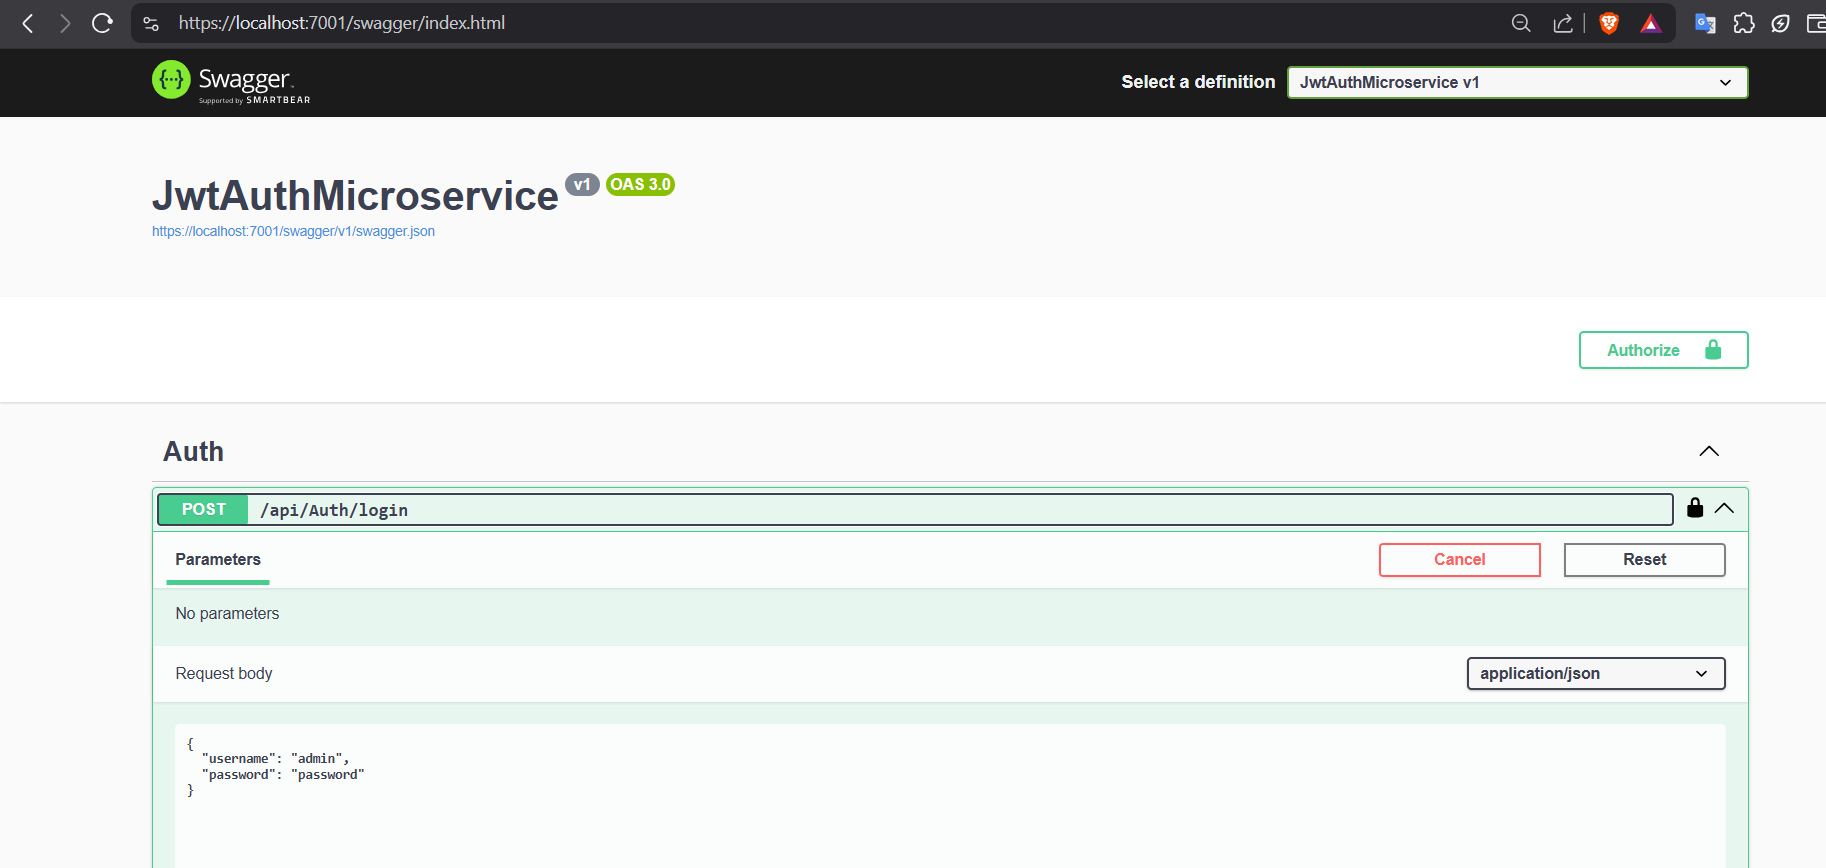 https://localhost:7001/swagger/index.html
Swagger
Supported by SMARTBEAR
Select a definition
JwtAuthMicroservice v1
JwtAuthMicroservice v1 OAS 3.0
https://localhost:7001/swagger/v1/swagger.json
Authorize
Auth
POST /api/Auth/login
Parameters
Cancel
Reset
No parameters
Request body
application/json
{
  "username": "admin",
  "password": "password"
}